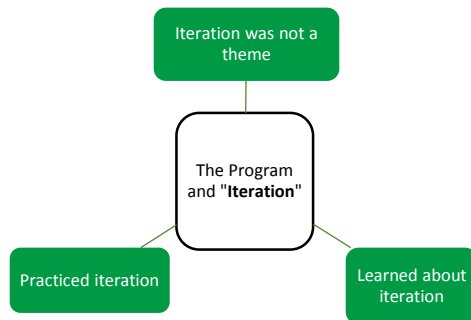 Iteration was not a
theme
The Program
and "Iteration"
Practiced iteration
Learned about
iteration